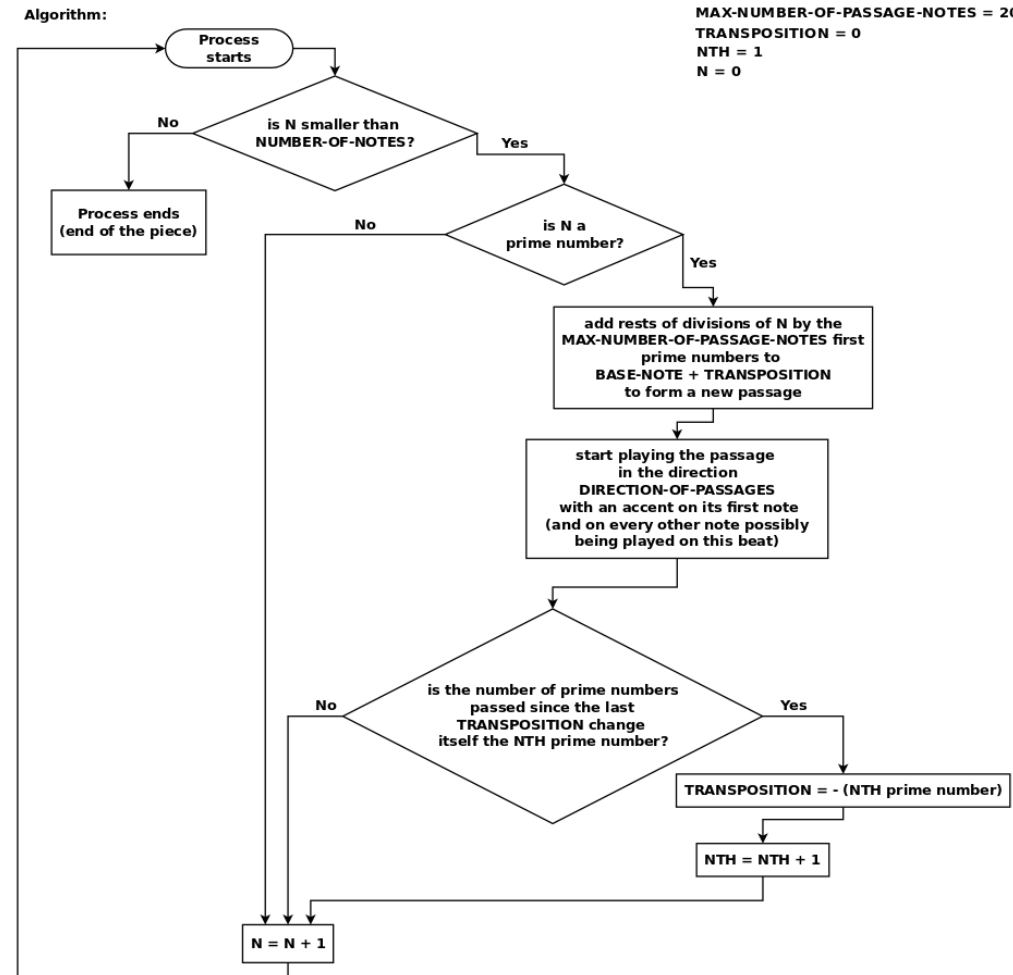 Algorithm:
MAX-NUMBER-OF-PASSAGE-NOTES = 20
TRANSPOSITION = 0
NTH = 1
N = 0
Process
starts
is N smaller than
NUMBER-OF-NOTES?
No
Yes
Process ends
(end of the piece)
is N a
prime number?
No
Yes
add rests of divisions of N by the
MAX-NUMBER-OF-PASSAGE-NOTES first
prime numbers to
BASE-NOTE + TRANSPOSITION
to form a new passage
start playing the passage
in the direction
DIRECTION-OF-PASSAGES
with an accent on its first note
(and on every other note possibly
being played on this beat)
is the number of prime numbers
passed since the last
TRANSPOSITION change
itself the NTH prime number?
No
Yes
TRANSPOSITION = - (NTH prime number)
NTH = NTH + 1
N = N + 1